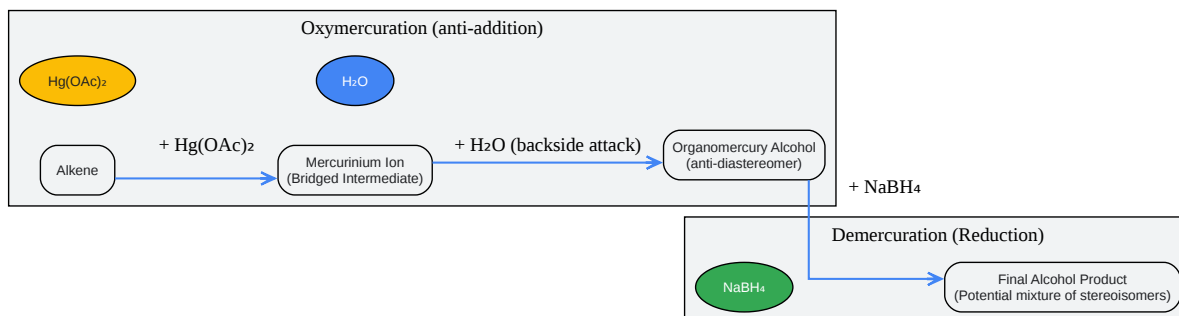 Oxymercuration (anti-addition)
Hg(OAc)₂
H₂O
+ Hg(OAc)₂
+ H₂O (backside attack)
Alkene
Mercurinium Ion
(Bridged Intermediate)
Organomercury Alcohol
(anti-diastereomer)
+ NaBH₄
Demercuration (Reduction)
NaBH₄
Final Alcohol Product
(Potential mixture of stereoisomers)